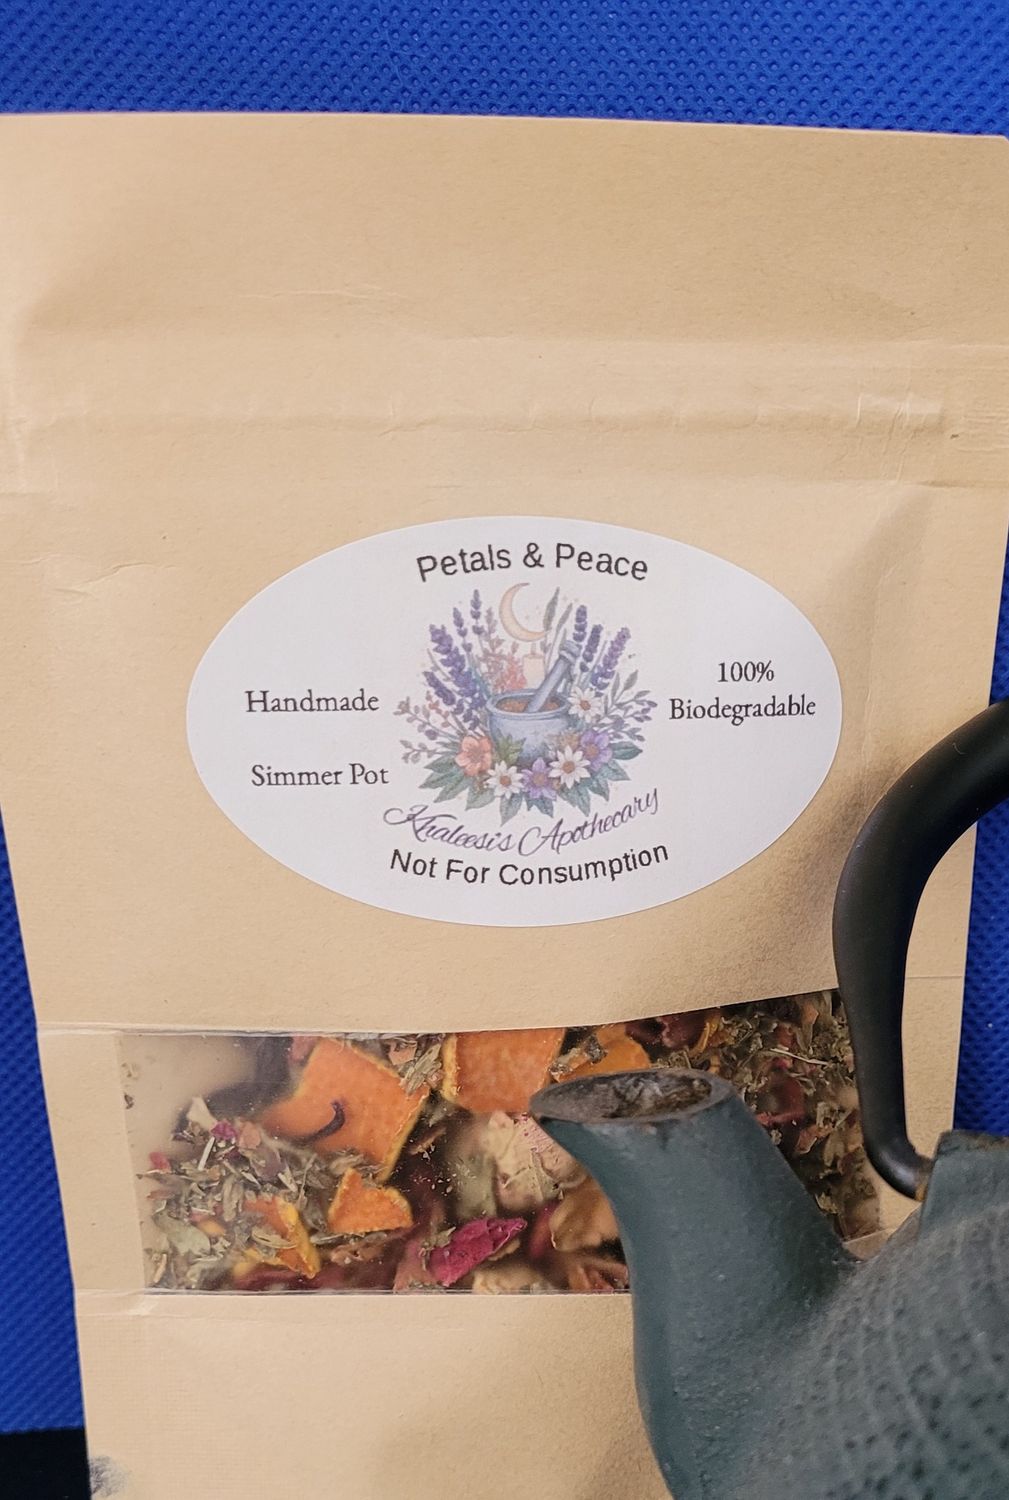 Petals & Peace
Handmade
Simmer Pot
100%
Biodegradable
Khaleesi's Apothecary
Not For Consumption